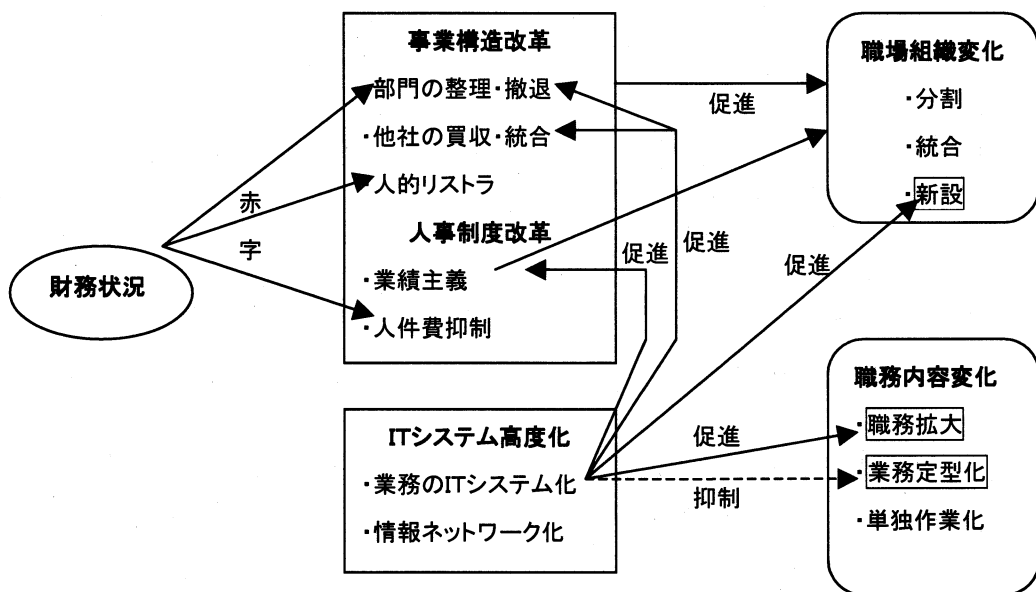 事業構造改革
・部門の整理・撤退
・他社の買収・統合
・人的リストラ
人事制度改革
・業績主義
・人件費抑制
財務状況
赤
字
促進
促進
促進
促進
職場組織変化
・分割
・統合
・新設
ITシステム高度化
・業務のITシステム化
・情報ネットワーク化
促進
抑制
職務内容変化
・職務拡大
・業務定型化
・単独作業化